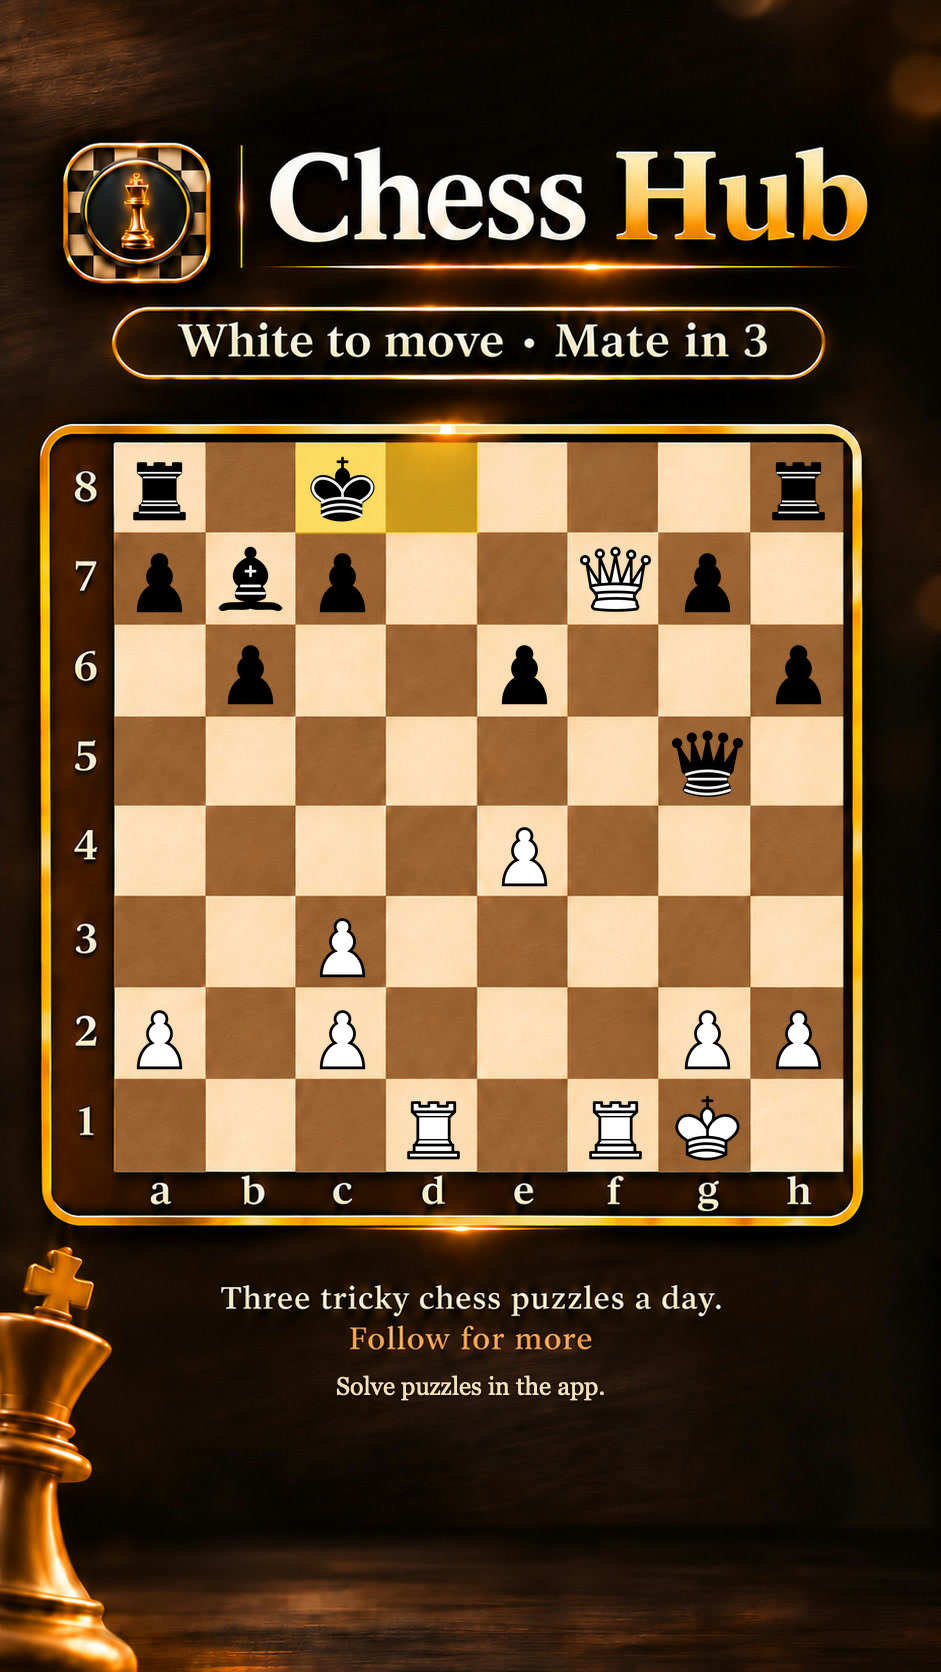 Chess Hub
White to move • Mate in 3
8
7
6
5
4
3
2
1
a b c d e f g h
Three tricky chess puzzles a day.
Follow for more
Solve puzzles in the app.